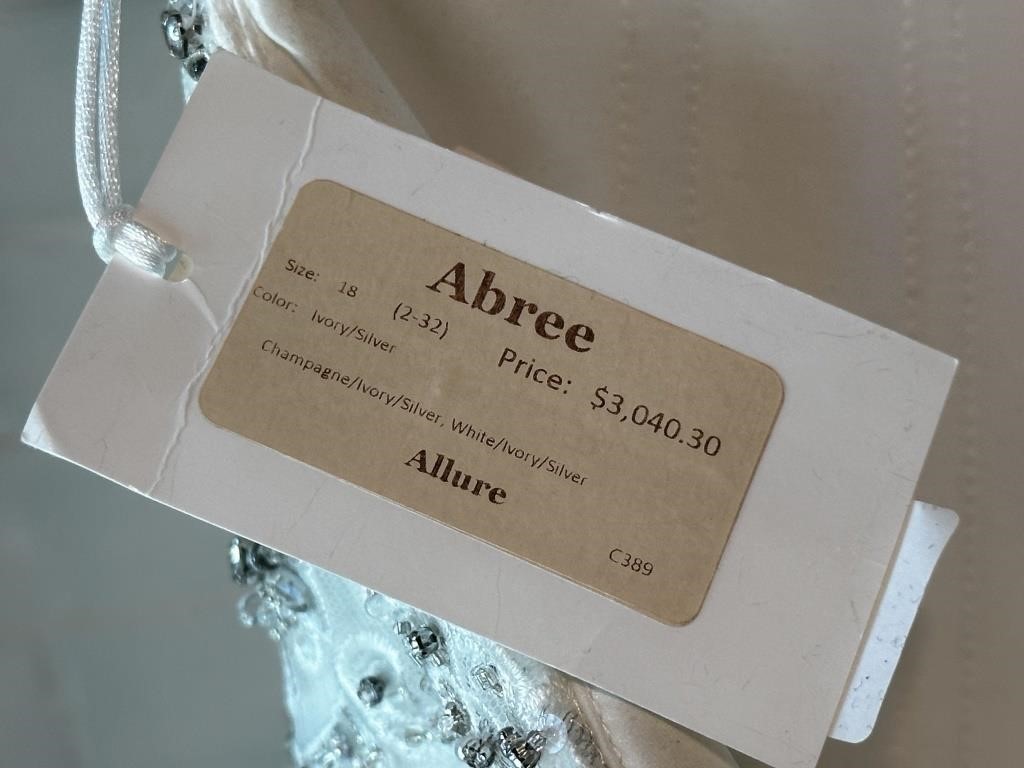 Abree
Size: 18 (2-32) Price: $3,040.30
Color: Ivory/Silver
Champagne/Ivory/Silver, White/Ivory/Silver
Allure
C389